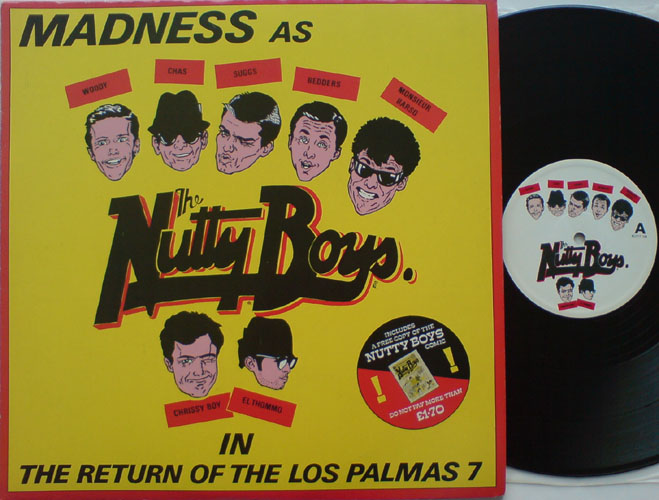 MADNESS AS
WOODY
CHAS
SUGGS
BEDDERS
MONSIEUR
BARSO
The
Nutty Boys.
INCLUDES
A FREE COPY OF THE
NUTTY BOYS
COMIC
!
!
DO NOT PAY MORE THAN
£1·70
CHRISSY BOY
EL THOMMO
IN
THE RETURN OF THE LOS PALMAS 7
The
Nutty Boys.
A